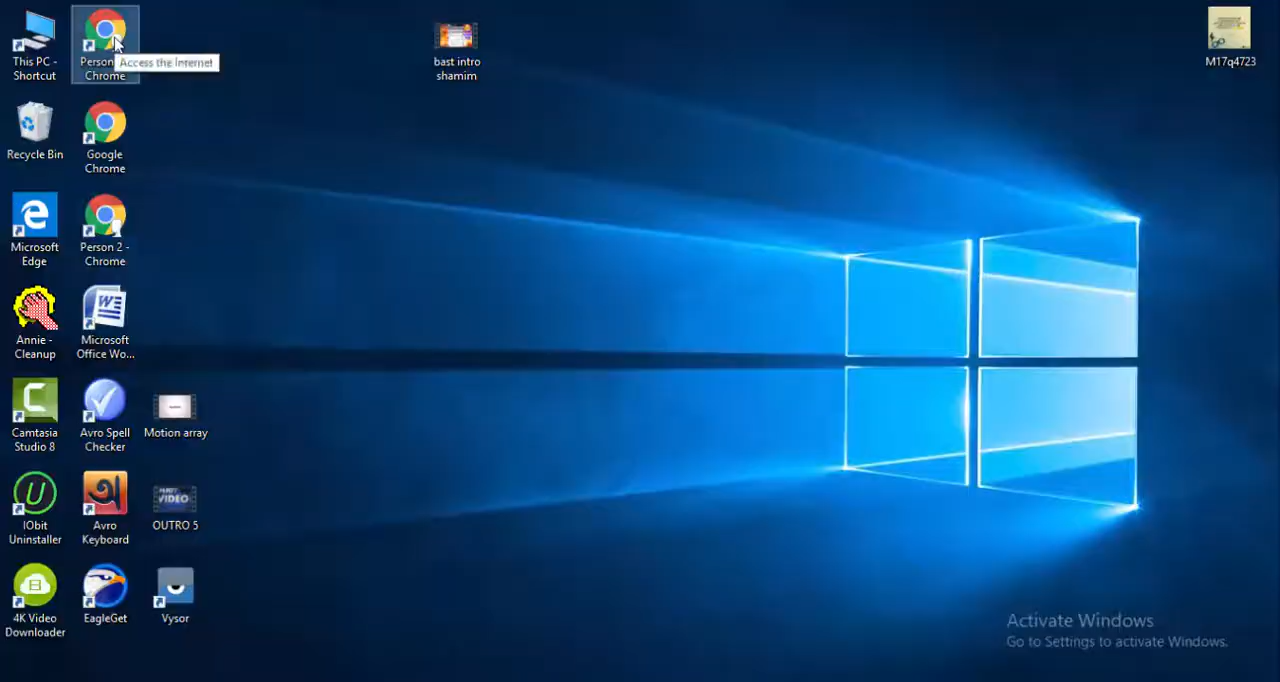 This PC -
Shortcut
Person
Chrome
Access the Internet
bast intro
shamim
M17q4723
Recycle Bin
Google
Chrome
Microsoft
Edge
Person 2 -
Chrome
Annie -
Cleanup
Microsoft
Office Wo...
Camtasia
Studio 8
Avro Spell
Checker
Motion array
IObit
Uninstaller
Avro
Keyboard
VIDEO
OUTRO 5
4K Video
Downloader
EagleGet
Vysor
Activate Windows
Go to Settings to activate Windows.